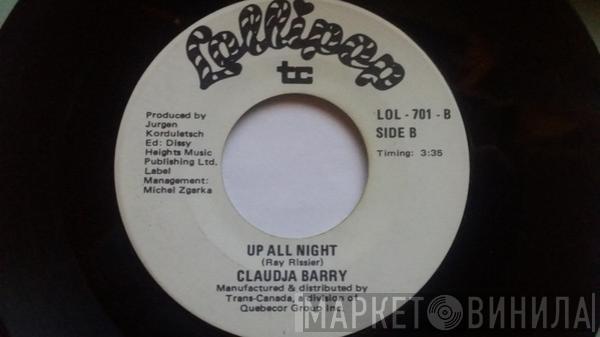 Lollipop
tc
Produced by
Jurgen
Korduletsch
Ed: Dissy
Heights Music
Publishing Ltd.
Label
Management:
Michel Zgarka
LOL - 701 - B
SIDE B
Timing: 3:35
UP ALL NIGHT
(Ray Rissier)
CLAUDJA BARRY
Manufactured & distributed by
Trans-Canada, a division of
Quebecor Group Inc.
МАРКЕТ ВИНИЛА